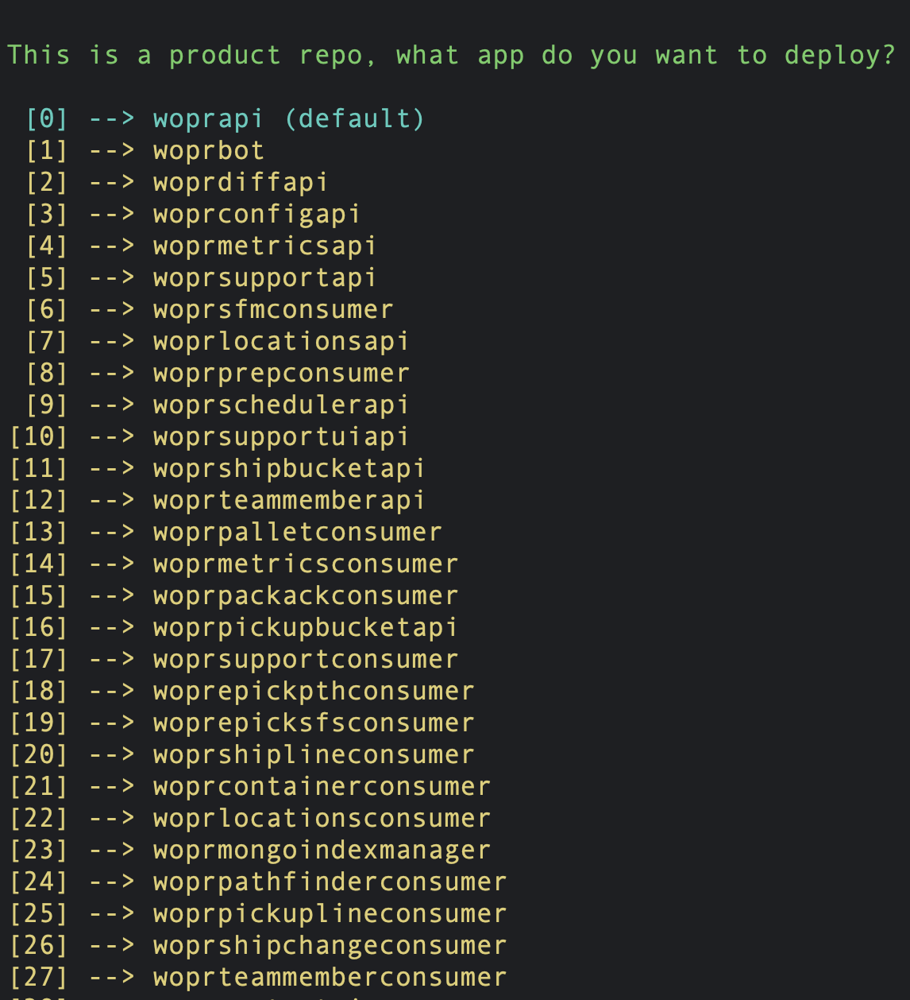 This is a product repo, what app do you want to deploy?
[0] --> woprapi (default)
[1] --> woprbot
[2] --> woprdiffapi
[3] --> woprconfigapi
[4] --> woprmetricsapi
[5] --> woprsupportapi
[6] --> woprsfmconsumer
[7] --> woprlocationsapi
[8] --> woprprepconsumer
[9] --> woprschedulerapi
[10] --> woprsupportuiapi
[11] --> woprshipbucketapi
[12] --> woprteammemberapi
[13] --> woprpalletconsumer
[14] --> woprmetricsconsumer
[15] --> woprpackackconsumer
[16] --> woprpickupbucketapi
[17] --> woprsupportconsumer
[18] --> woprepickpthconsumer
[19] --> woprepicksfsconsumer
[20] --> woprshiplineconsumer
[21] --> woprcontainerconsumer
[22] --> woprlocationsconsumer
[23] --> woprmongoindexmanager
[24] --> woprpathfinderconsumer
[25] --> woprpickuplineconsumer
[26] --> woprshipchangeconsumer
[27] --> woprteammemberconsumer